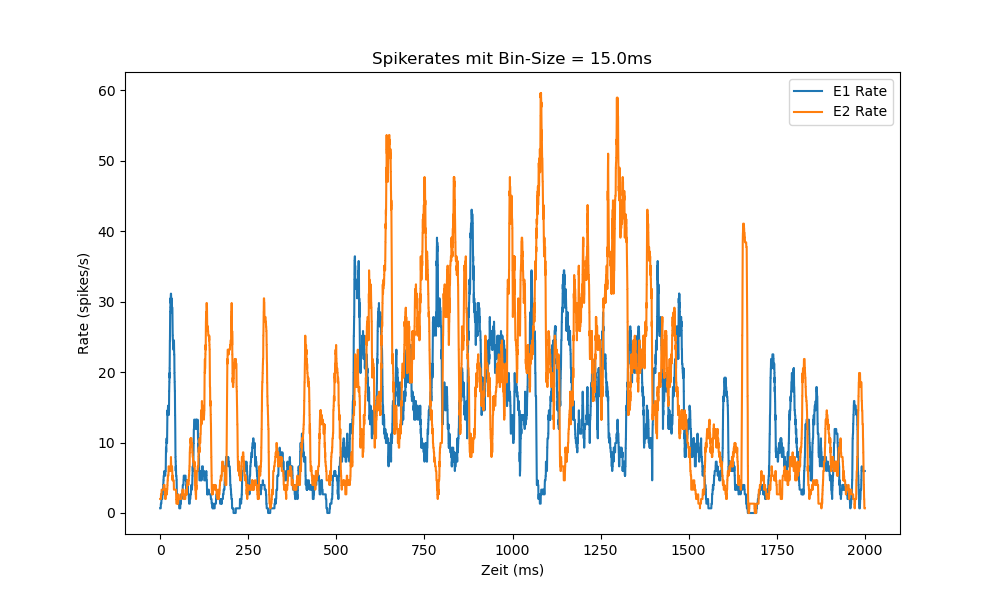 Spikerates mit Bin-Size = 15.0ms
E1 Rate
E2 Rate
60
50
40
30
20
10
0
Rate (spikes/s)
0 250 500 750 1000 1250 1500 1750 2000
Zeit (ms)